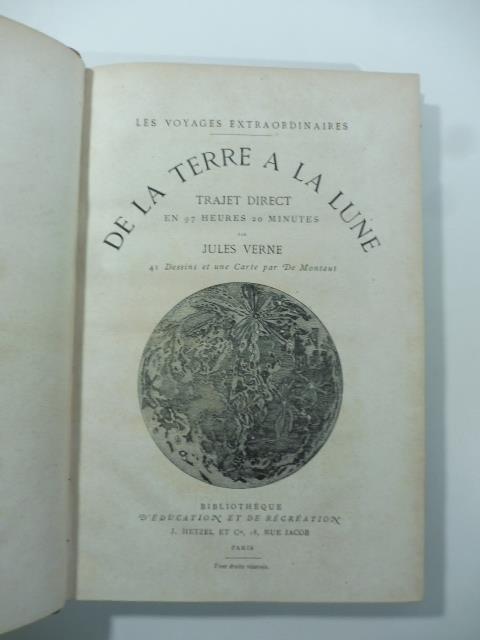 LES VOYAGES EXTRAORDINAIRES
DE LA TERRE A LA LUNE
TRAJET DIRECT
EN 97 HEURES 20 MINUTES
PAR
JULES VERNE
41 Dessins et une Carte par De Montaut
BIBLIOTHÈQUE
D'ÉDUCATION ET DE RÉCRÉATION
J. HETZEL ET Cie, 18, RUE JACOB
PARIS
Tous droits réservés.